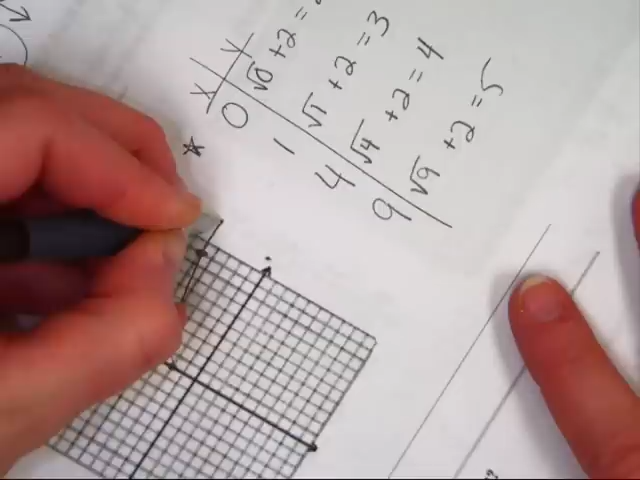 X Y
0 √0 + 2 =
1 √1 + 2 = 3
4 √4 + 2 = 4
9 √9 + 2 = 5
*